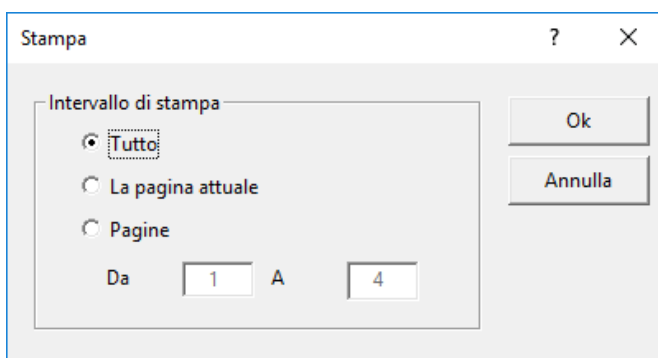 Stampa ?
Intervallo di stampa
Ok
Tutto
Annulla
La pagina attuale
Pagine
Da 1 A 4